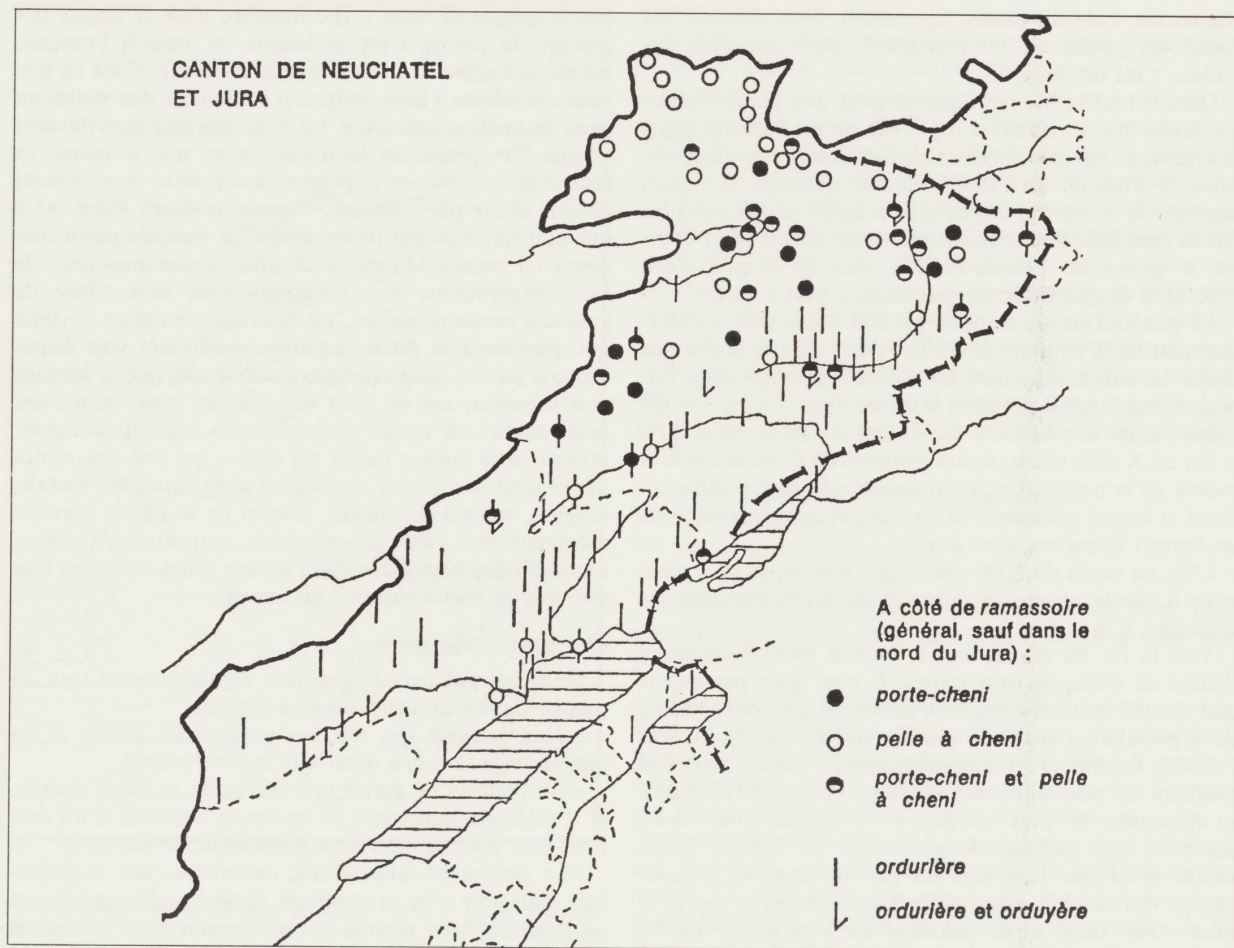 CANTON DE NEUCHATEL
ET JURA
A côté de ramassoire
(général, sauf dans le
nord du Jura) :
porte-cheni
pelle à cheni
porte-cheni et pelle
à cheni
ordurière
ordurière et orduyère